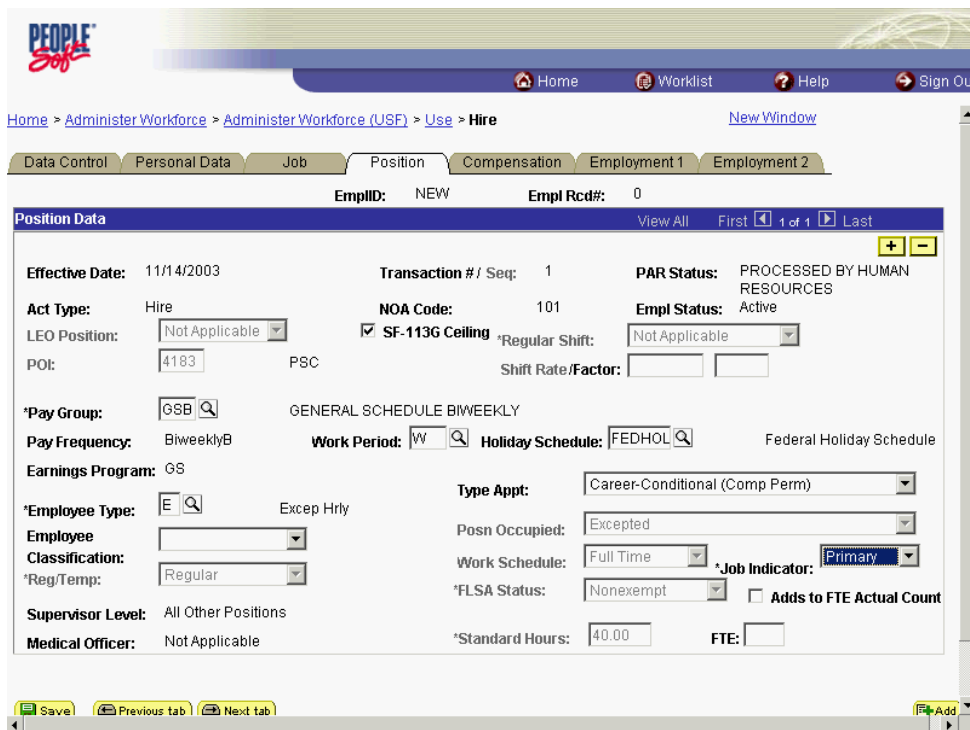 PEOPLE
Soft
Home Worklist Help Sign Ou
Home > Administer Workforce > Administer Workforce (USF) > Use > Hire New Window
Data Control Personal Data Job Position Compensation Employment 1 Employment 2
EmplID: NEW Empl Rcd#: 0
Position Data View All First 1 of 1 Last
+ −
Effective Date: 11/14/2003 Transaction # / Seq: 1 PAR Status: PROCESSED BY HUMAN
RESOURCES
Act Type: Hire NOA Code: 101 Empl Status: Active
LEO Position: Not Applicable SF-113G Ceiling *Regular Shift: Not Applicable
POI: 4183 PSC Shift Rate/Factor:
*Pay Group: GSB GENERAL SCHEDULE BIWEEKLY
Pay Frequency: BiweeklyB Work Period: W Holiday Schedule: FEDHOL Federal Holiday Schedule
Earnings Program: GS
Type Appt: Career-Conditional (Comp Perm)
*Employee Type: E Excep Hrly
Posn Occupied: Excepted
Employee
Classification:
Work Schedule: Full Time *Job Indicator: Primary
*Reg/Temp: Regular
*FLSA Status: Nonexempt Adds to FTE Actual Count
Supervisor Level: All Other Positions
Medical Officer: Not Applicable *Standard Hours: 40.00 FTE:
Save Previous tab Next tab Add